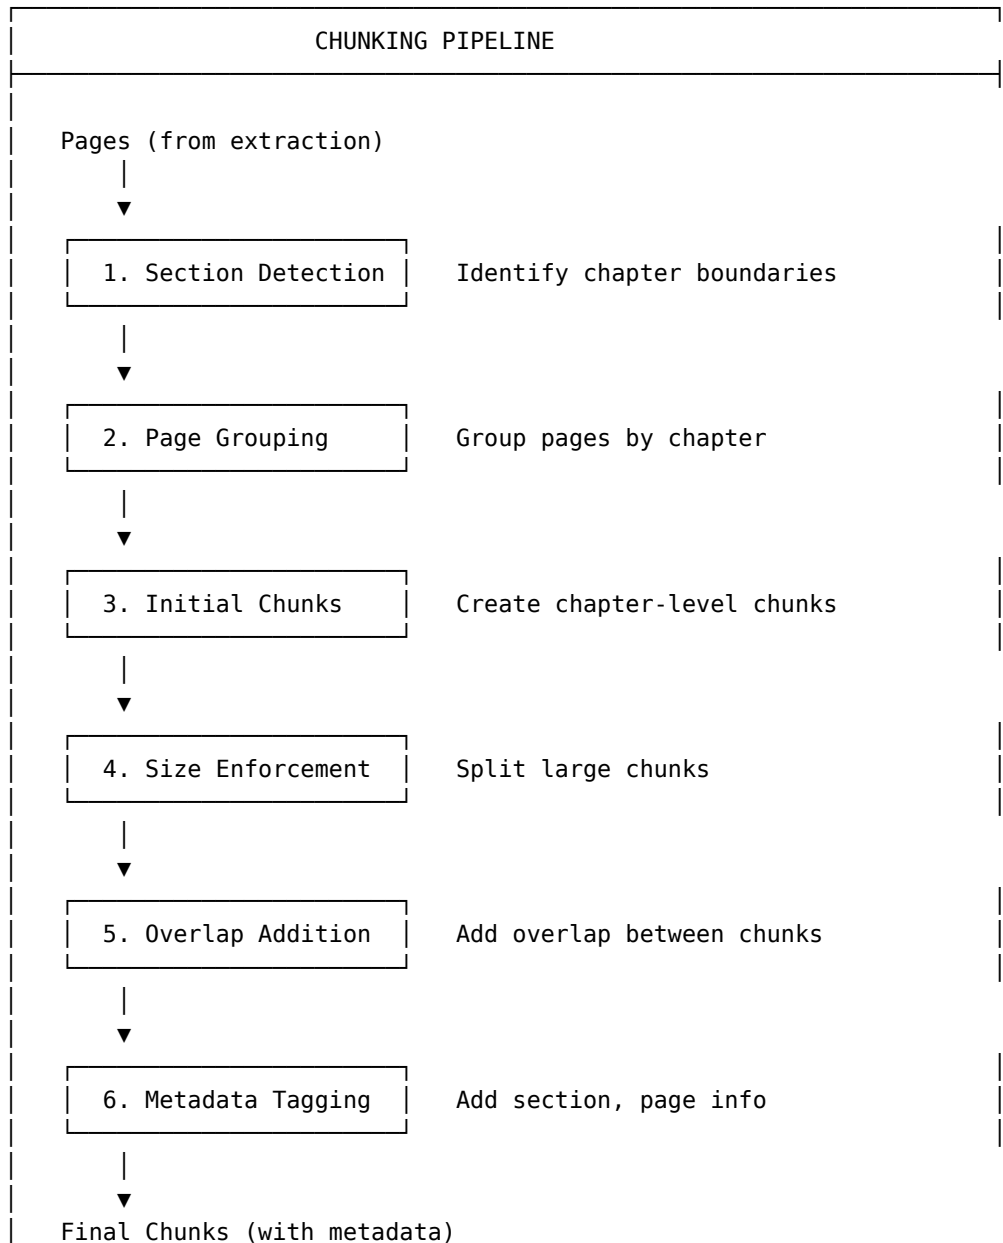 CHUNKING PIPELINE
Pages (from extraction)
1. Section Detection Identify chapter boundaries
2. Page Grouping Group pages by chapter
3. Initial Chunks Create chapter-level chunks
4. Size Enforcement Split large chunks
5. Overlap Addition Add overlap between chunks
6. Metadata Tagging Add section, page info
Final Chunks (with metadata)